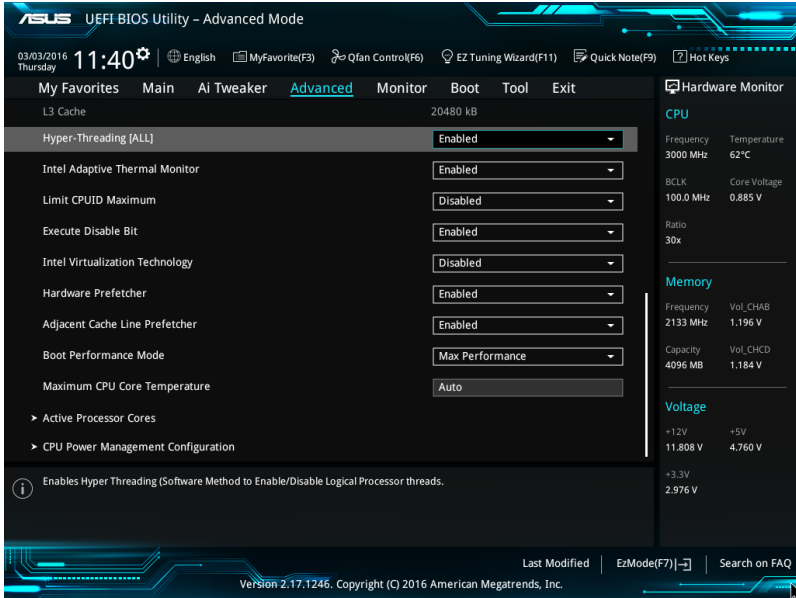 ASUS UEFI BIOS Utility – Advanced Mode
03/03/2016 Thursday 11:40 English MyFavorite(F3) Qfan Control(F6) EZ Tuning Wizard(F11) Quick Note(F9) ? Hot Keys
My Favorites Main Ai Tweaker Advanced Monitor Boot Tool Exit
L3 Cache 20480 kB
Hyper-Threading [ALL] Enabled
Intel Adaptive Thermal Monitor Enabled
Limit CPUID Maximum Disabled
Execute Disable Bit Enabled
Intel Virtualization Technology Disabled
Hardware Prefetcher Enabled
Adjacent Cache Line Prefetcher Enabled
Boot Performance Mode Max Performance
Maximum CPU Core Temperature Auto
> Active Processor Cores
> CPU Power Management Configuration
Enables Hyper Threading (Software Method to Enable/Disable Logical Processor threads.
Hardware Monitor
CPU
Frequency Temperature
3000 MHz 62°C
BCLK Core Voltage
100.0 MHz 0.885 V
Ratio
30x
Memory
Frequency Vol_CHAB
2133 MHz 1.196 V
Capacity Vol_CHCD
4096 MB 1.184 V
Voltage
+12V +5V
11.808 V 4.760 V
+3.3V
2.976 V
Last Modified EzMode(F7) Search on FAQ
Version 2.17.1246. Copyright (C) 2016 American Megatrends, Inc.